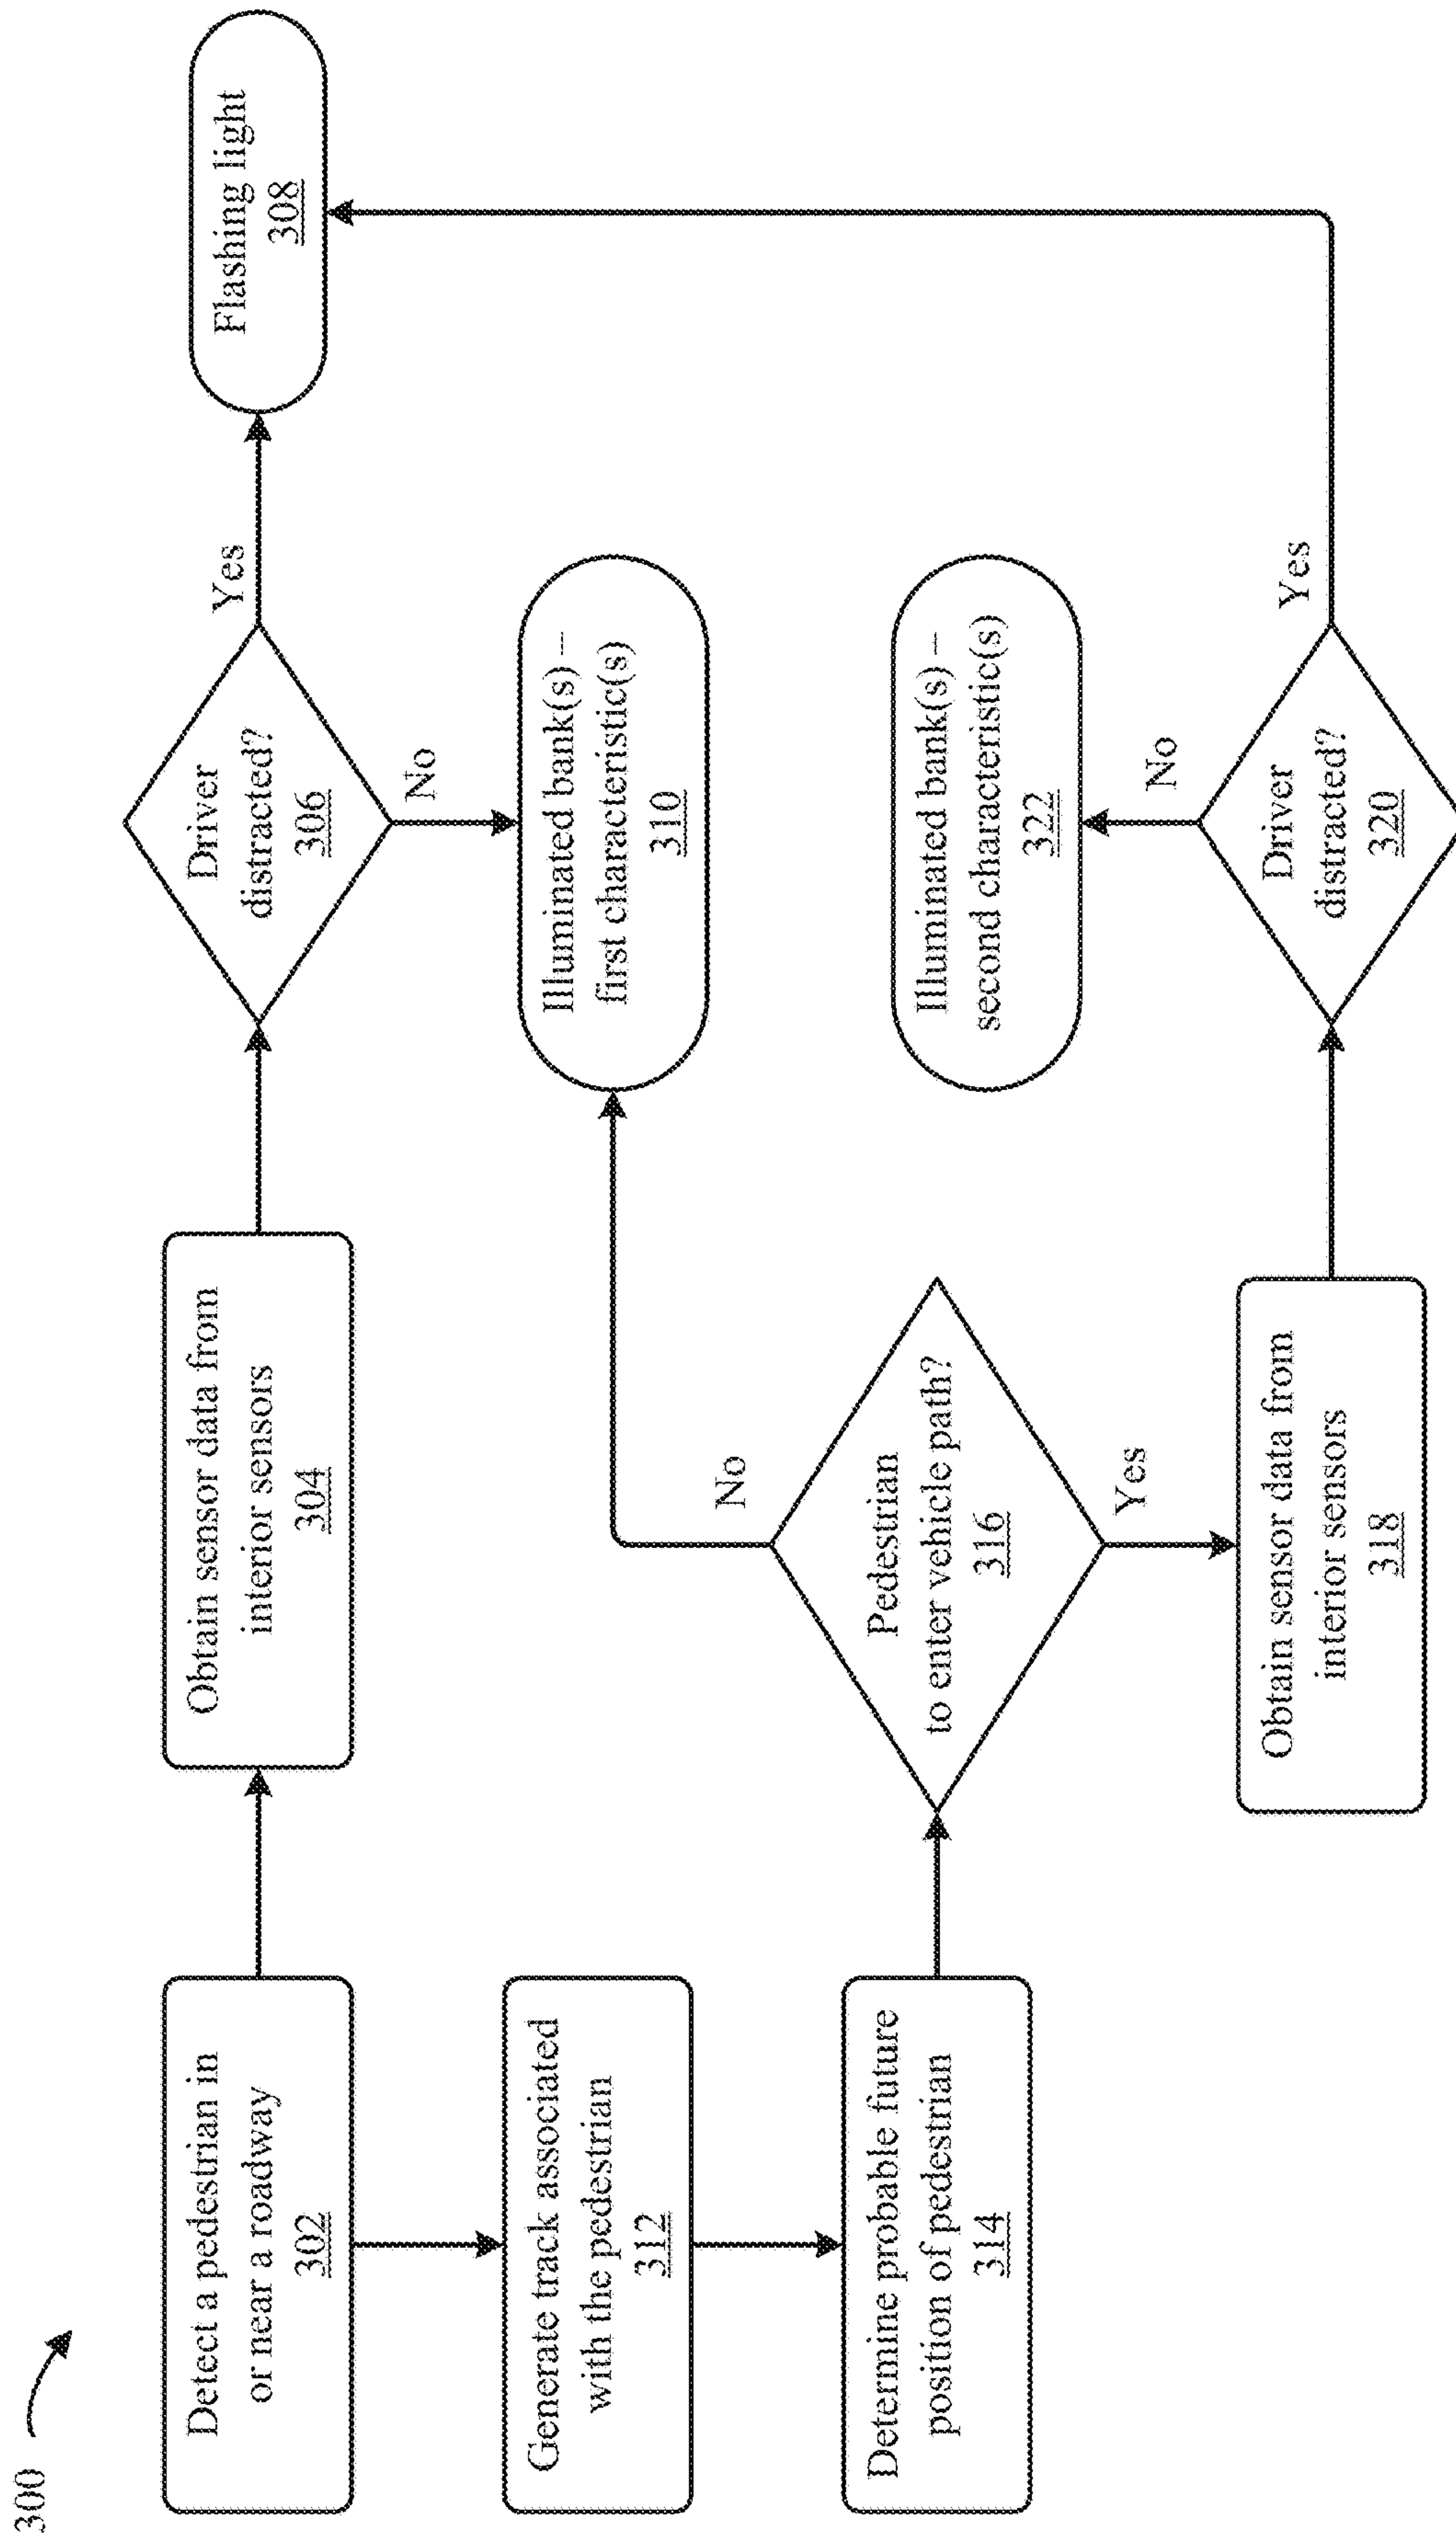 300
Detect a pedestrian in
or near a roadway
302
Obtain sensor data from
interior sensors
304
Driver
distracted?
306
Yes
Flashing light
308
No
Illuminated bank(s) –
first characteristic(s)
310
Generate track associated
with the pedestrian
312
Determine probable future
position of pedestrian
314
Pedestrian
to enter vehicle path?
316
No
Yes
Obtain sensor data from
interior sensors
318
Driver
distracted?
320
No
Yes
Illuminated bank(s) –
second characteristic(s)
322